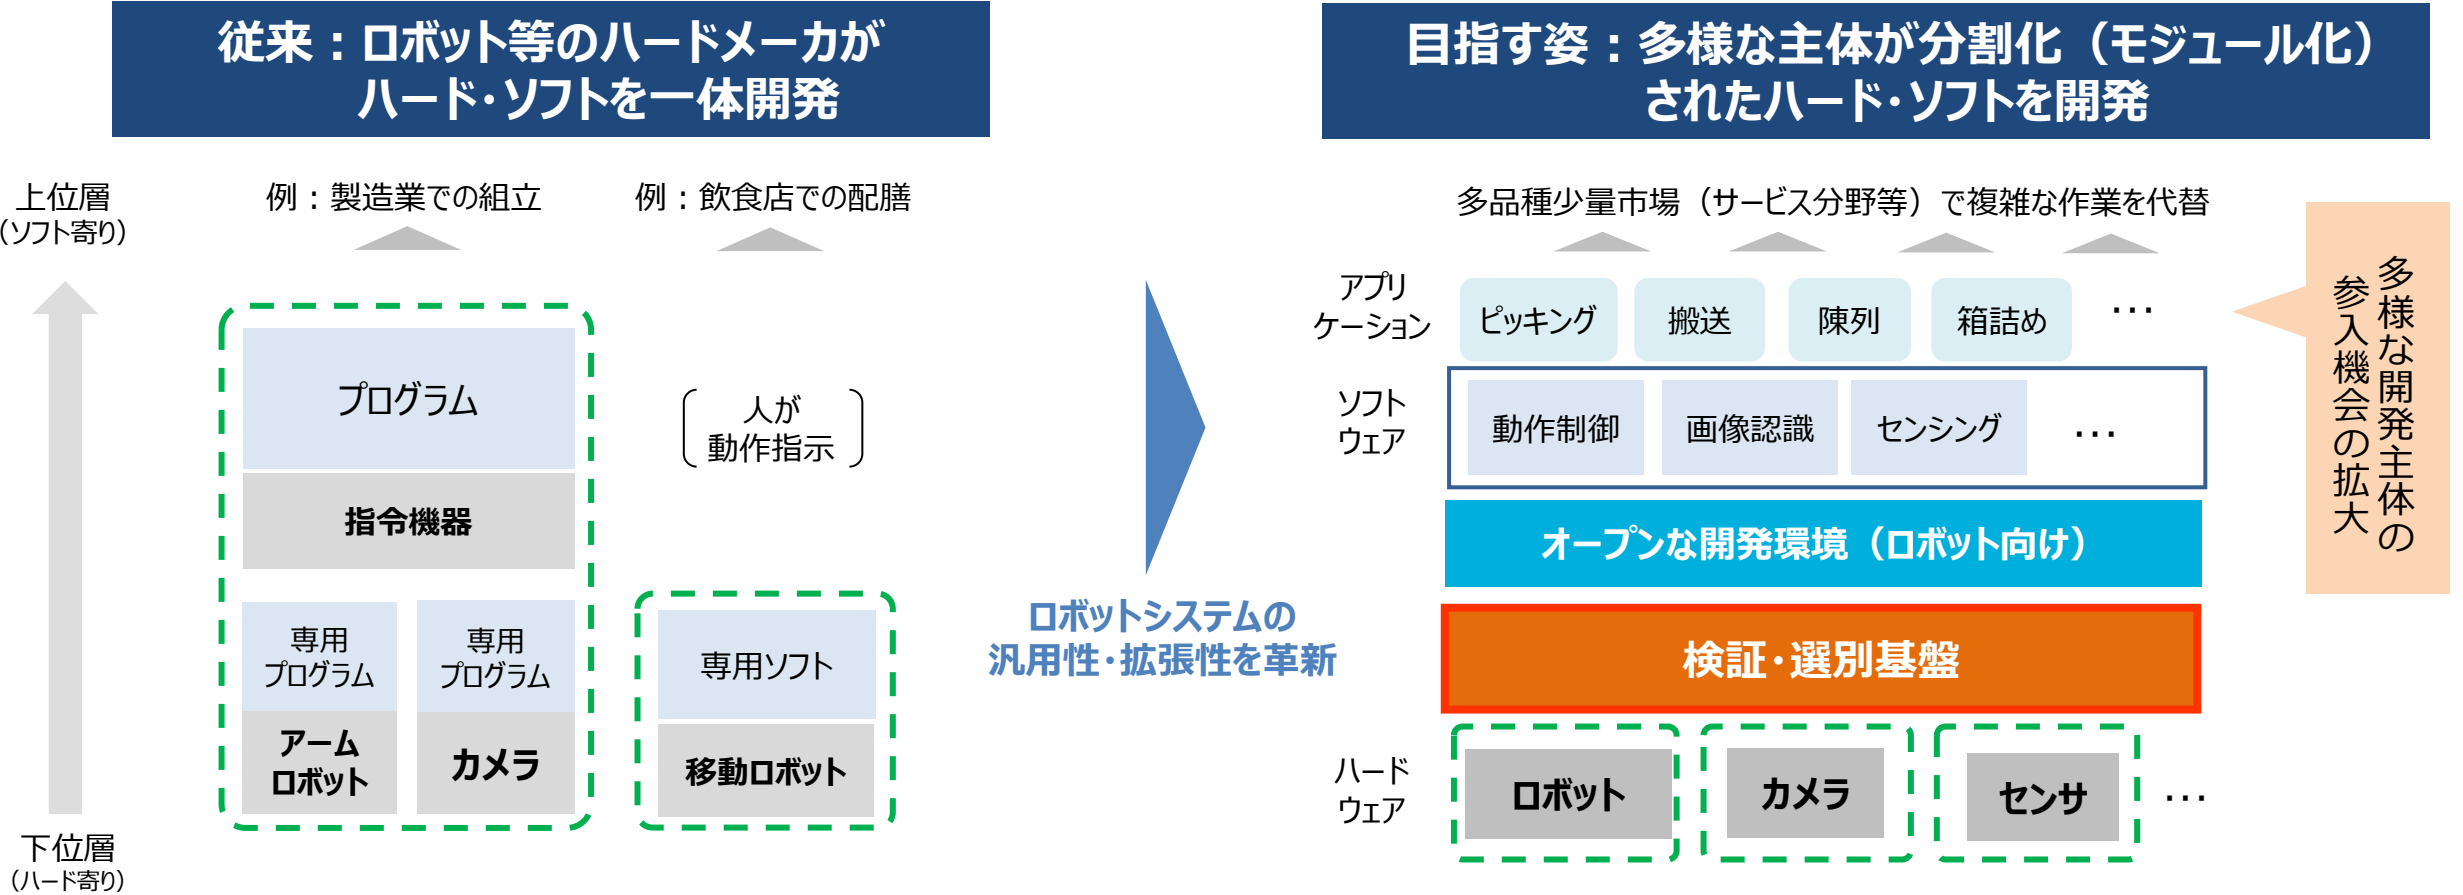 従来：ロボット等のハードメーカが
ハード・ソフトを一体開発
上位層
（ソフト寄り）
下位層
（ハード寄り）
例：製造業での組立
プログラム
指令機器
専用
プログラム
アーム
ロボット
専用
プログラム
カメラ
例：飲食店での配膳
人が
動作指示
専用ソフト
移動ロボット
ロボットシステムの
汎用性・拡張性を革新
目指す姿：多様な主体が分割化（モジュール化）
されたハード・ソフトを開発
多品種少量市場（サービス分野等）で複雑な作業を代替
アプリ
ケーション
ピッキング
搬送
陳列
箱詰め
…
ソフト
ウェア
動作制御
画像認識
センシング
…
オープンな開発環境（ロボット向け）
検証・選別基盤
ハード
ウェア
ロボット
カメラ
センサ
…
多様な開発主体の
参入機会の拡大